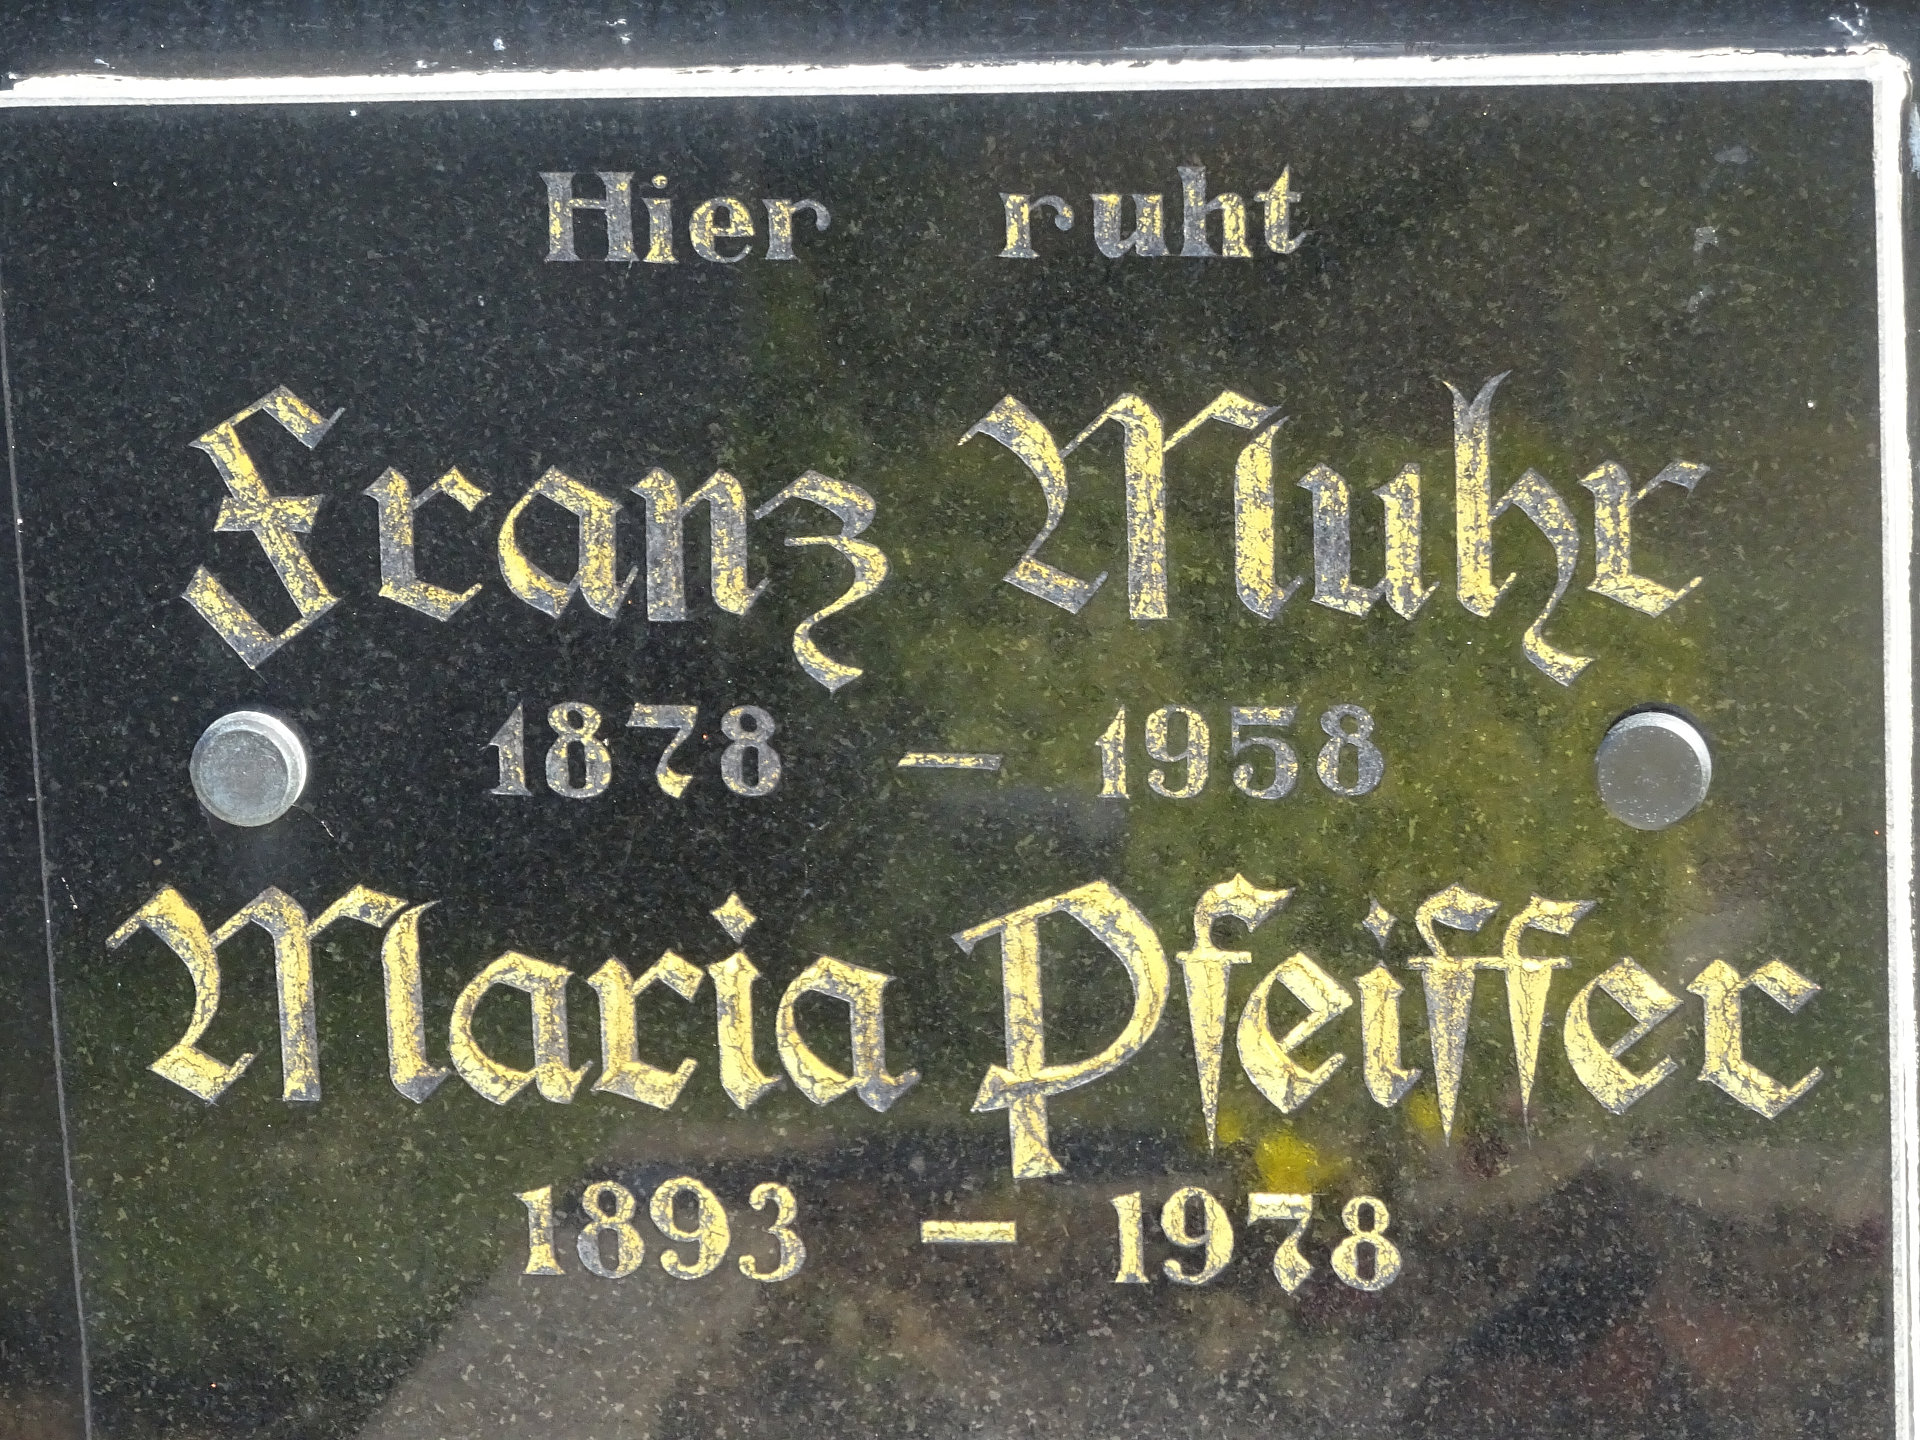 Hier ruht
Franz Muhr
1878 – 1958
Maria Pfeiffer
1893 – 1978